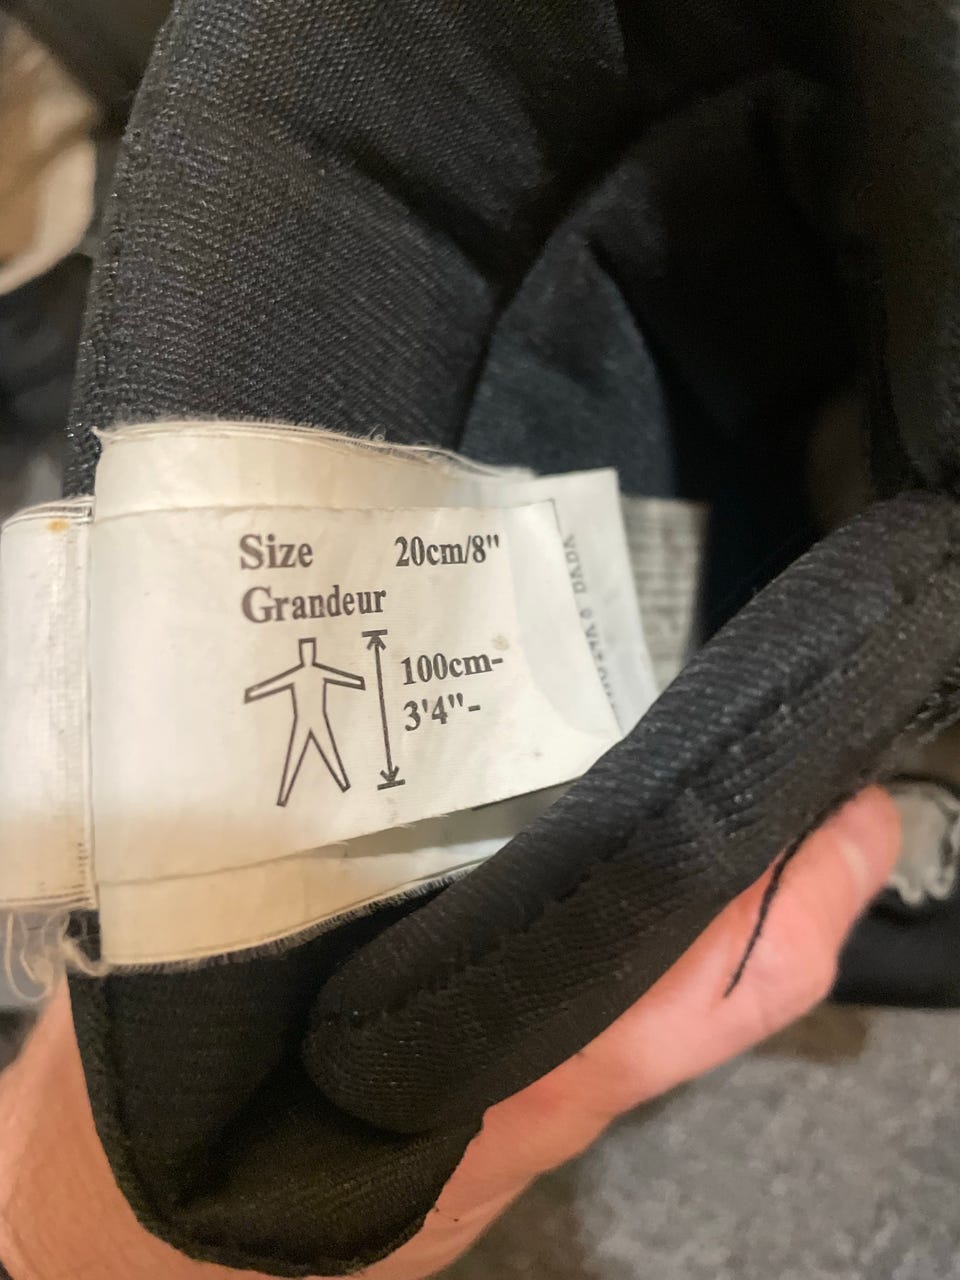 Size 20cm/8"
Grandeur
100cm-
3'4"-